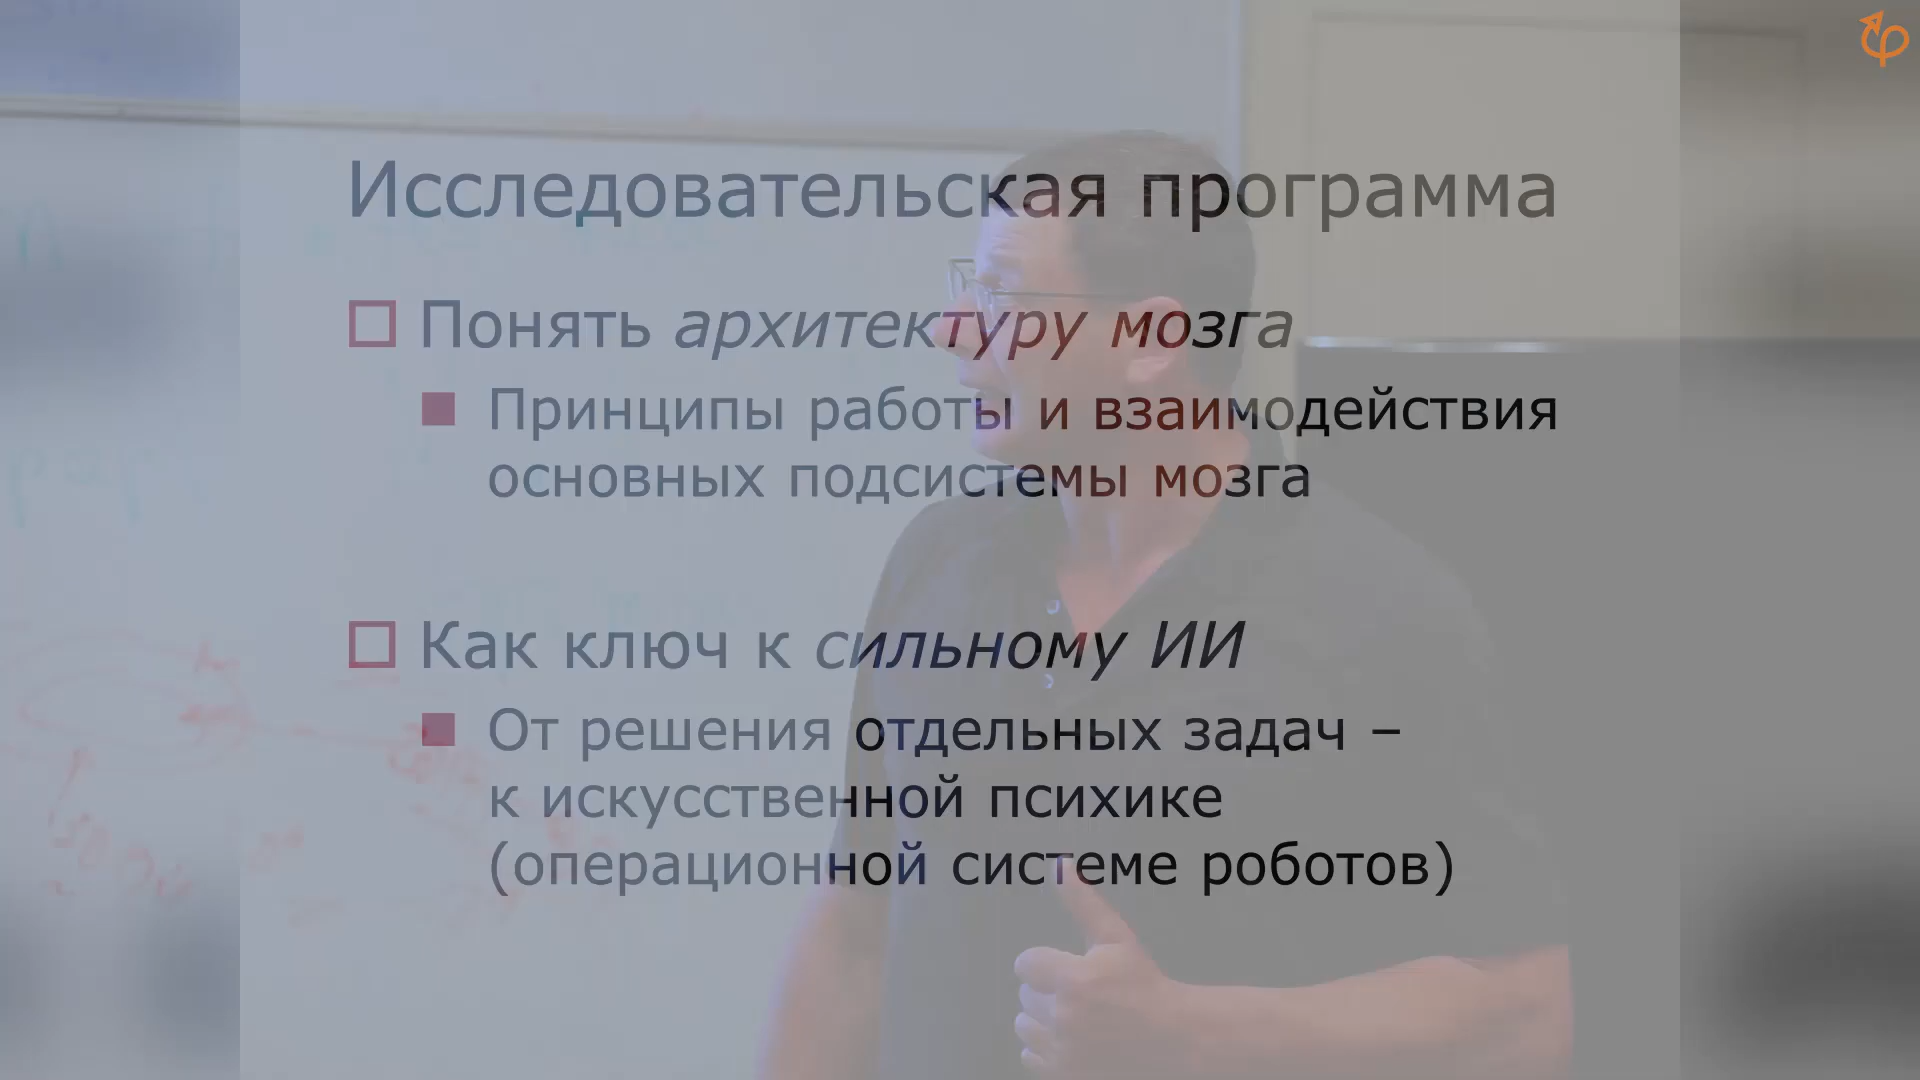 Исследовательская программа
Понять архитектуру мозга
Принципы работы и взаимодействия
основных подсистемы мозга
Как ключ к сильному ИИ
От решения отдельных задач –
к искусственной психике
(операционной системе роботов)